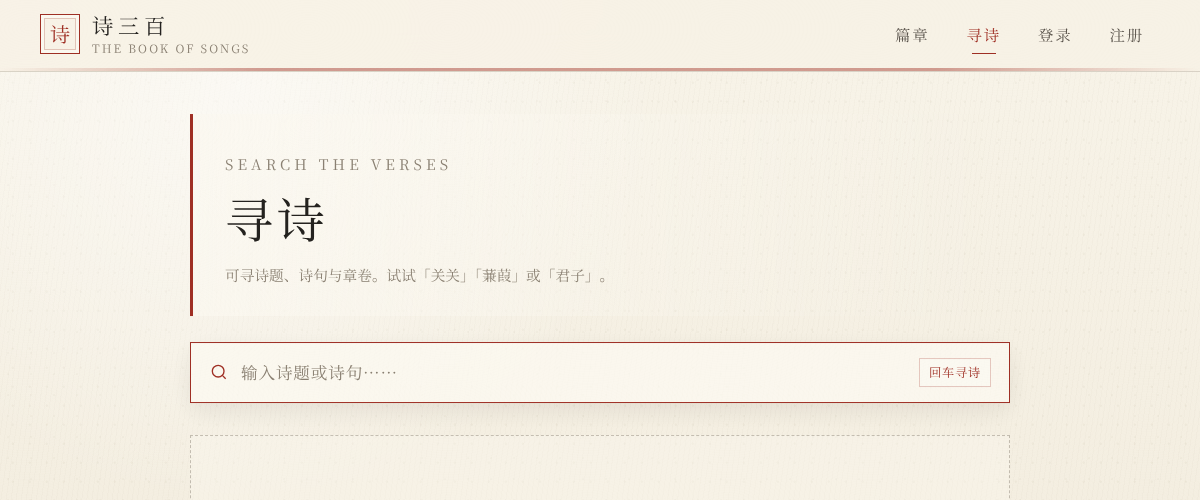 诗
诗三百
THE BOOK OF SONGS
篇章
寻诗
登录
注册
SEARCH THE VERSES
寻诗
可寻诗题、诗句与章卷。试试「关关」「蒹葭」或「君子」。
输入诗题或诗句……
回车寻诗